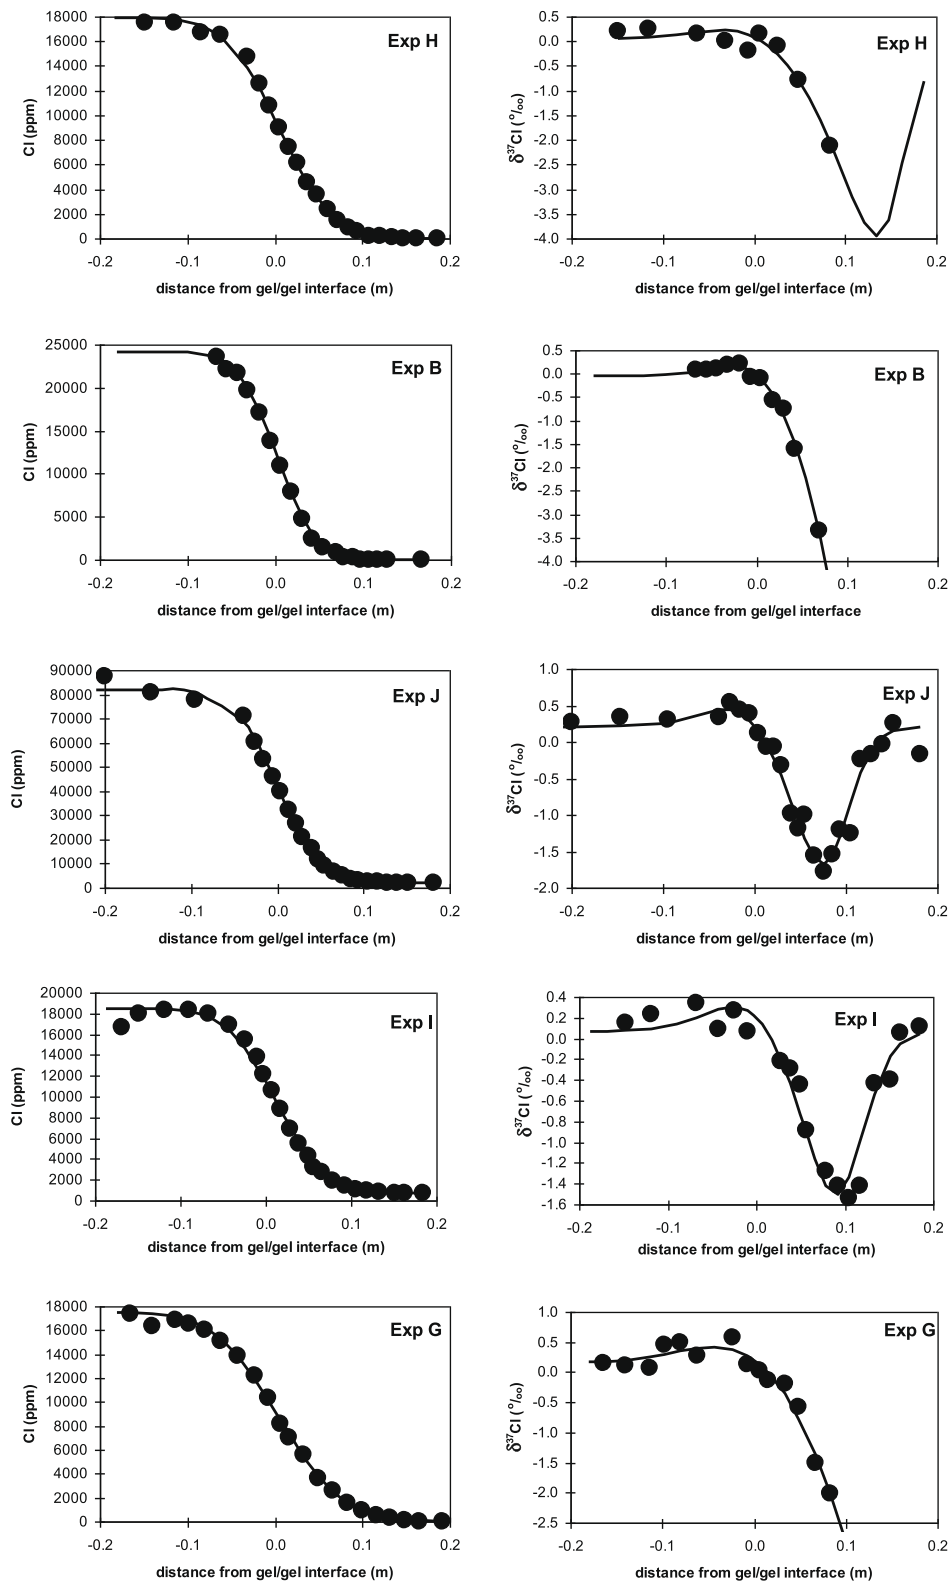 18000
16000
14000
12000
10000
8000
6000
4000
2000
0
Cl (ppm)
Exp H
-0.2 -0.1 0.0 0.1 0.2
distance from gel/gel interface (m)
0.5
0.0
-0.5
-1.0
-1.5
-2.0
-2.5
-3.0
-3.5
-4.0
δ³⁷Cl (°/₀₀)
Exp H
-0.2 -0.1 0.0 0.1 0.2
distance from gel/gel interface (m)
25000
20000
15000
10000
5000
0
Cl (ppm)
Exp B
-0.2 -0.1 0.0 0.1 0.2
distance from gel/gel interface (m)
0.5
0.0
-0.5
-1.0
-1.5
-2.0
-2.5
-3.0
-3.5
-4.0
δ³⁷Cl (°/₀₀)
Exp B
-0.2 -0.1 0.0 0.1 0.2
distance from gel/gel interface
90000
80000
70000
60000
50000
40000
30000
20000
10000
0
Cl (ppm)
Exp J
-0.2 -0.1 0.0 0.1 0.2
distance from gel/gel interface (m)
1.0
0.5
0.0
-0.5
-1.0
-1.5
-2.0
δ³⁷Cl (°/₀₀)
Exp J
-0.2 -0.1 0.0 0.1 0.2
distance from gel/gel interface (m)
20000
18000
16000
14000
12000
10000
8000
6000
4000
2000
0
Cl (ppm)
Exp I
-0.2 -0.1 0.0 0.1 0.2
distance from gel/gel interface (m)
0.4
0.2
0.0
-0.2
-0.4
-0.6
-0.8
-1.0
-1.2
-1.4
-1.6
δ³⁷Cl (°/₀₀)
Exp I
-0.2 -0.1 0.0 0.1 0.2
distance from gel/gel interface (m)
18000
16000
14000
12000
10000
8000
6000
4000
2000
0
Cl (ppm)
Exp G
-0.2 -0.1 0.0 0.1 0.2
distance from gel/gel interface (m)
1.0
0.5
0.0
-0.5
-1.0
-1.5
-2.0
-2.5
δ³⁷Cl (°/₀₀)
Exp G
-0.2 -0.1 0.0 0.1 0.2
distance from gel/gel interface (m)